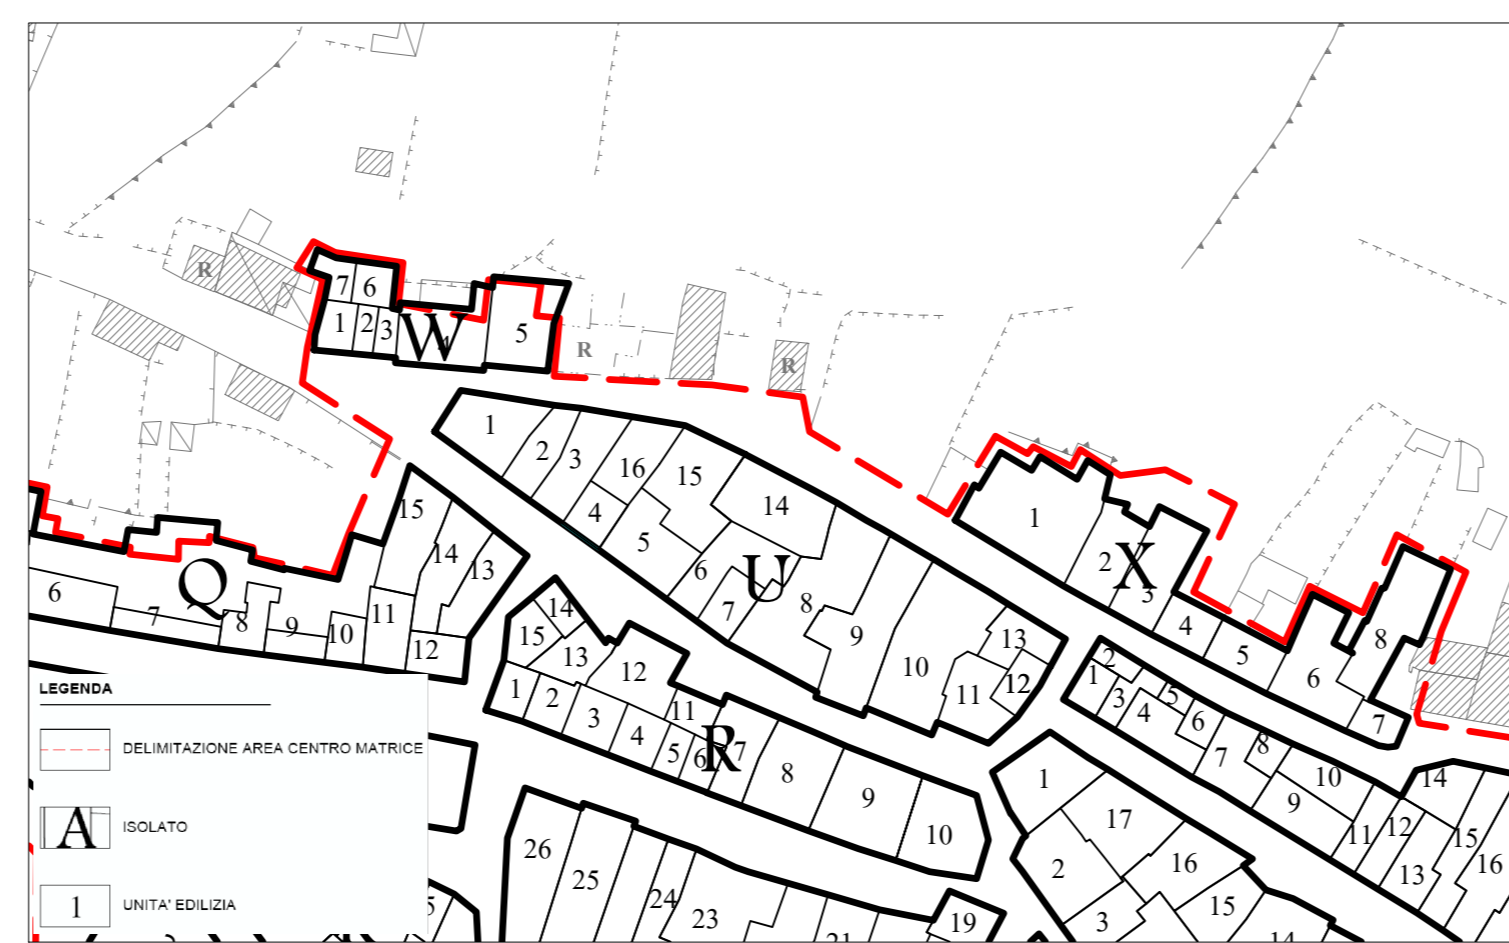 R
7 6
1 2 3 W 4 5
R
R
1 2 3 16 15 14
4 5 6 7 U 8 9 10 11 12 13
1 2 X 3 4 5 6 7 8
Q
6 7 8 9 10 11 12 13 14 15
14 15 13 12 11
1 2 3 4 5 6 R 7 8 9 10
2 1 3 4 5 6 7 8 9 10 11 12 13 14 15 16
1 17 2 16 3 15 14
26 25 24 23 21 19
5
LEGENDA
DELIMITAZIONE AREA CENTRO MATRICE
A ISOLATO
1 UNITA' EDILIZIA